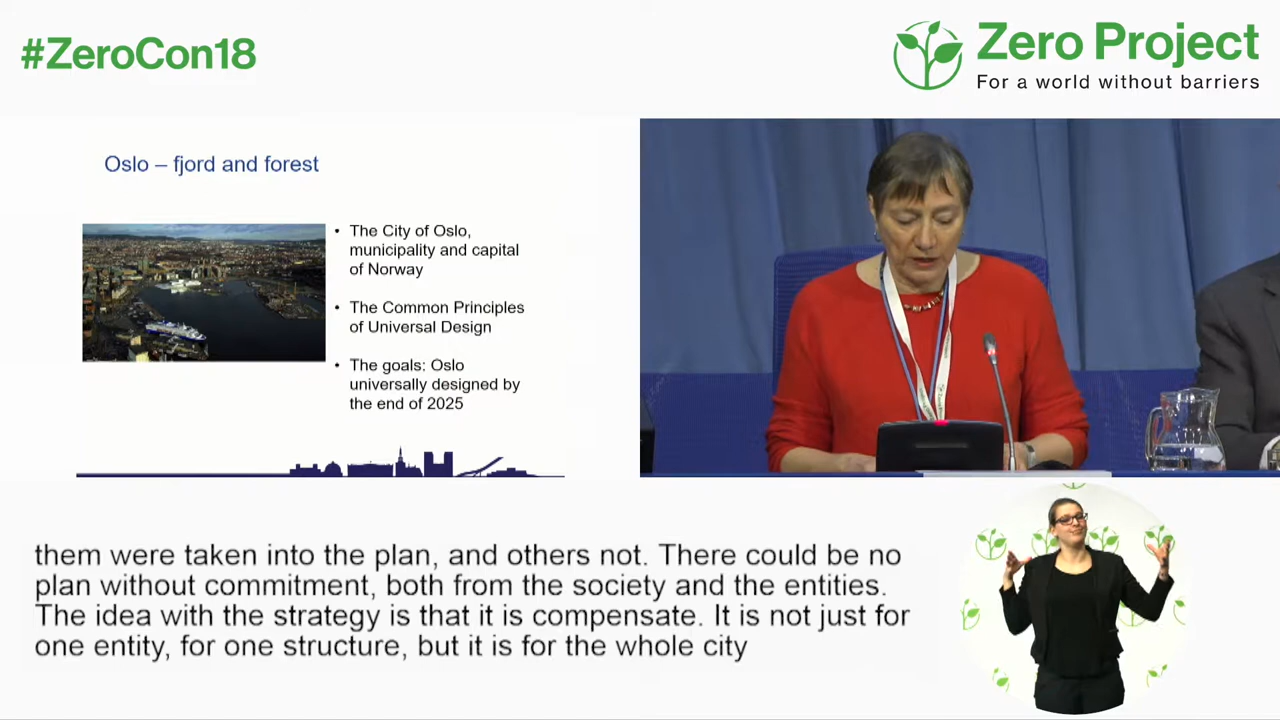 #ZeroCon18
Zero Project
For a world without barriers
Oslo – fjord and forest
• The City of Oslo,
municipality and capital
of Norway
• The Common Principles
of Universal Design
• The goals: Oslo
universally designed by
the end of 2025
them were taken into the plan, and others not. There could be no
plan without commitment, both from the society and the entities.
The idea with the strategy is that it is compensate. It is not just for
one entity, for one structure, but it is for the whole city